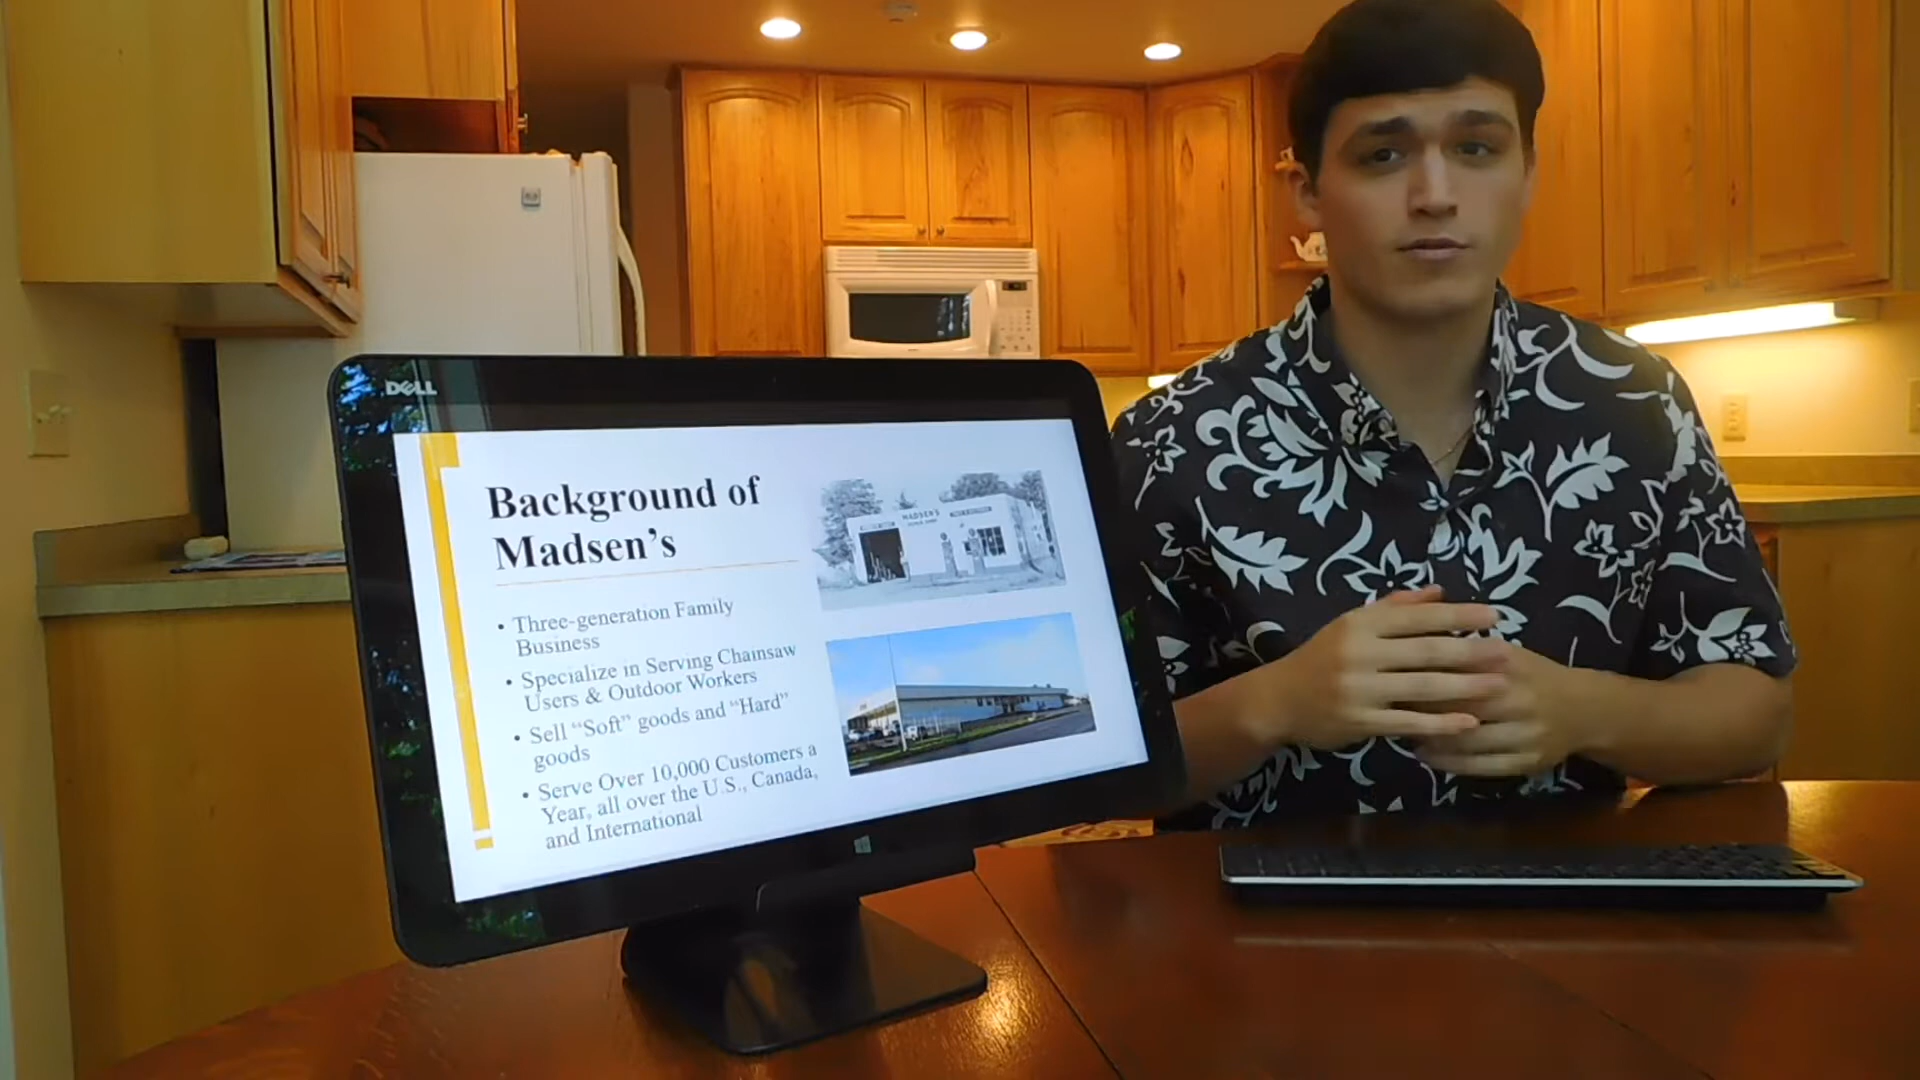 DELL
Background of
Madsen's
MADSEN'S
• Three-generation Family
Business
• Specialize in Serving Chainsaw
Users & Outdoor Workers
• Sell “Soft” goods and “Hard”
goods
• Serve Over 10,000 Customers a
Year, all over the U.S., Canada,
and International